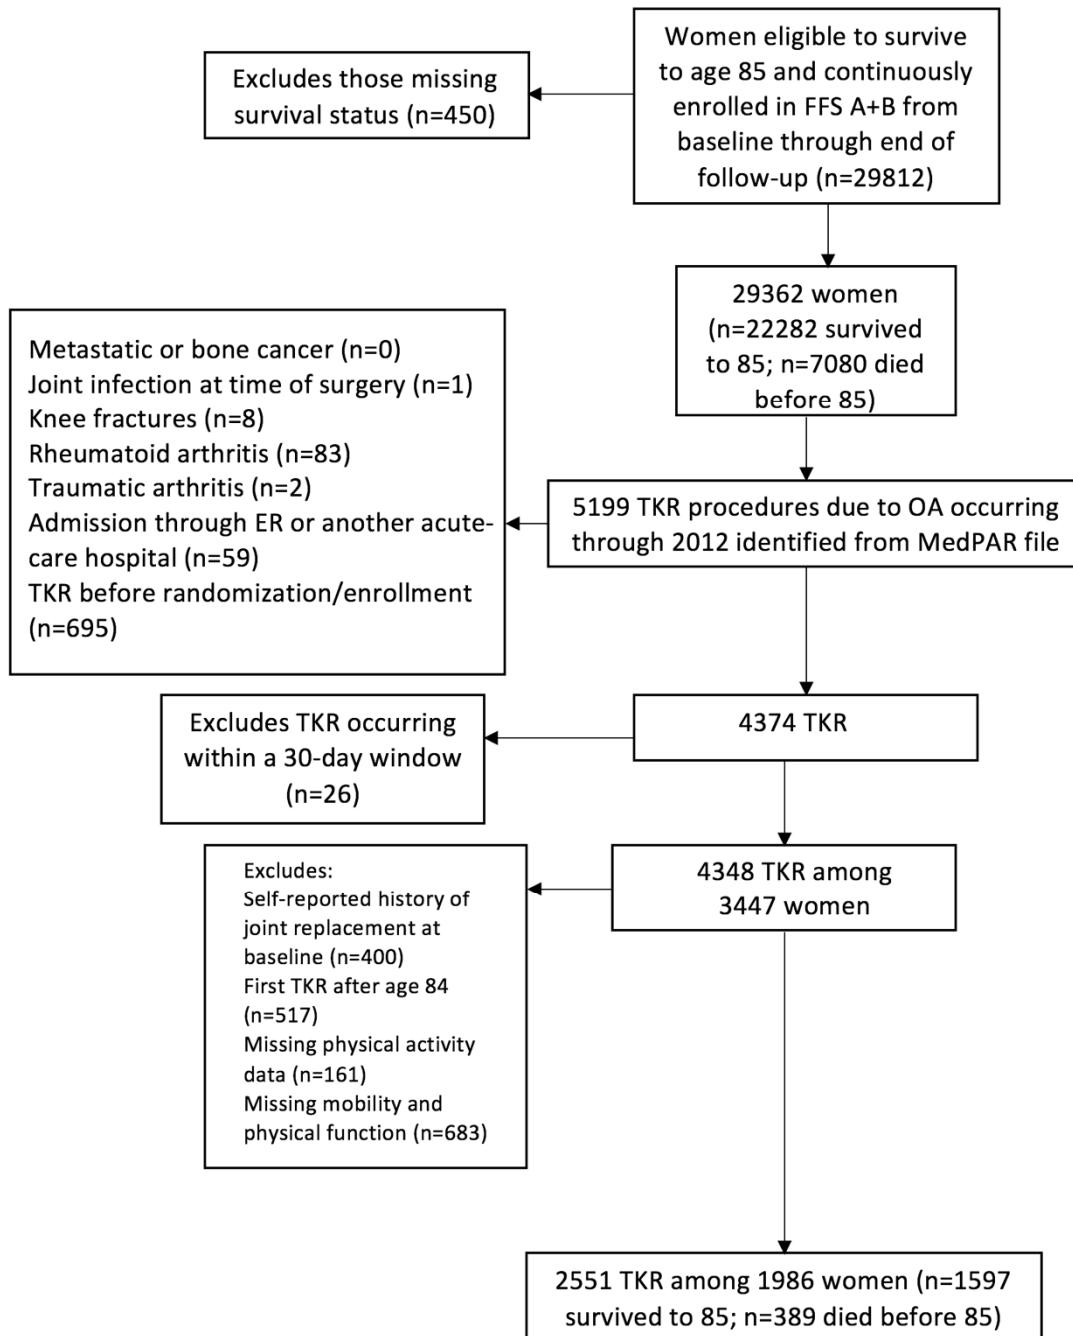 Women eligible to survive
to age 85 and continuously
enrolled in FFS A+B from
baseline through end of
follow-up (n=29812)
Excludes those missing
survival status (n=450)
29362 women
(n=22282 survived
to 85; n=7080 died
before 85)
5199 TKR procedures due to OA occurring
through 2012 identified from MedPAR file
Metastatic or bone cancer (n=0)
Joint infection at time of surgery (n=1)
Knee fractures (n=8)
Rheumatoid arthritis (n=83)
Traumatic arthritis (n=2)
Admission through ER or another acute-
care hospital (n=59)
TKR before randomization/enrollment
(n=695)
4374 TKR
Excludes TKR occurring
within a 30-day window
(n=26)
4348 TKR among
3447 women
Excludes:
Self-reported history of
joint replacement at
baseline (n=400)
First TKR after age 84
(n=517)
Missing physical activity
data (n=161)
Missing mobility and
physical function (n=683)
2551 TKR among 1986 women (n=1597
survived to 85; n=389 died before 85)